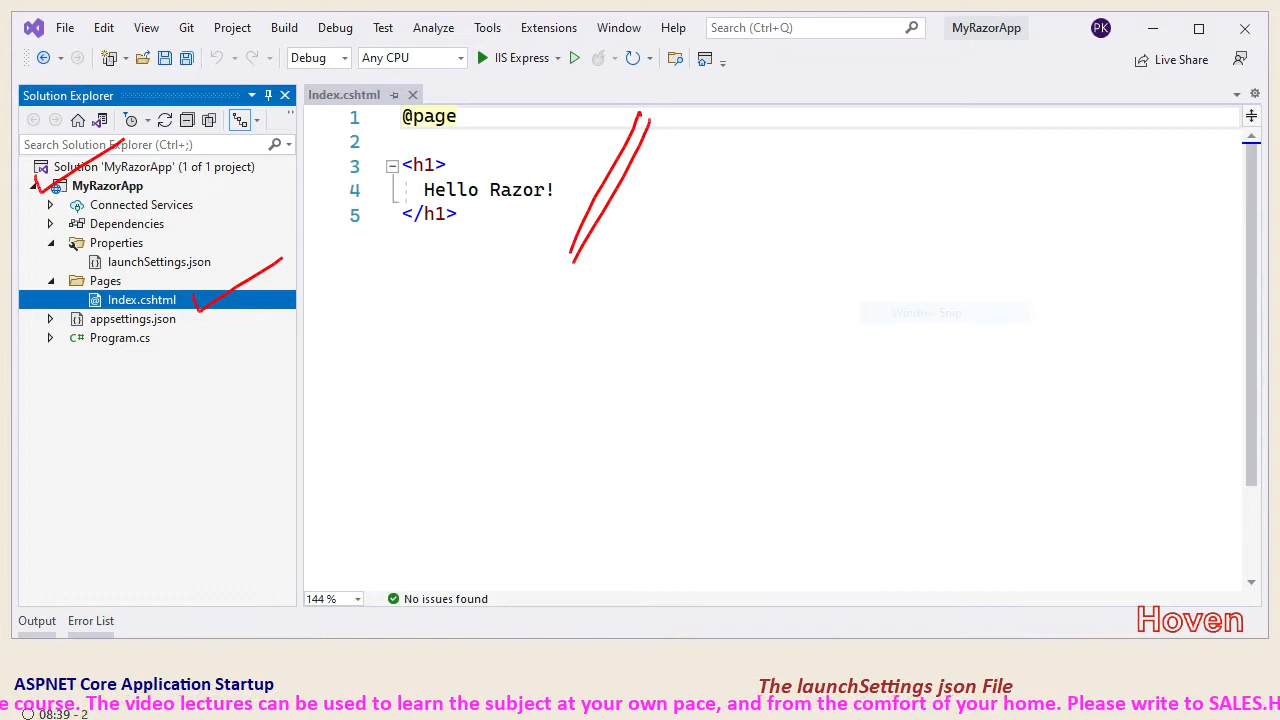 File Edit View Git Project Build Debug Test Analyze Tools Extensions Window Help Search (Ctrl+Q) MyRazorApp PK
Debug Any CPU IIS Express Live Share
Solution Explorer
Index.cshtml
Search Solution Explorer (Ctrl+;)
Solution 'MyRazorApp' (1 of 1 project)
MyRazorApp
Connected Services
Dependencies
Properties
launchSettings.json
Pages
Index.cshtml
appsettings.json
C# Program.cs
1 @page
2
3 <h1>
4 Hello Razor!
5 </h1>
Window Snip
144 % No issues found
Output Error List
Hoven
ASPNET Core Application Startup
The launchSettings json File
e course. The video lectures can be used to learn the subject at your own pace, and from the comfort of your home. Please write to SALES.H
08:39 - 2